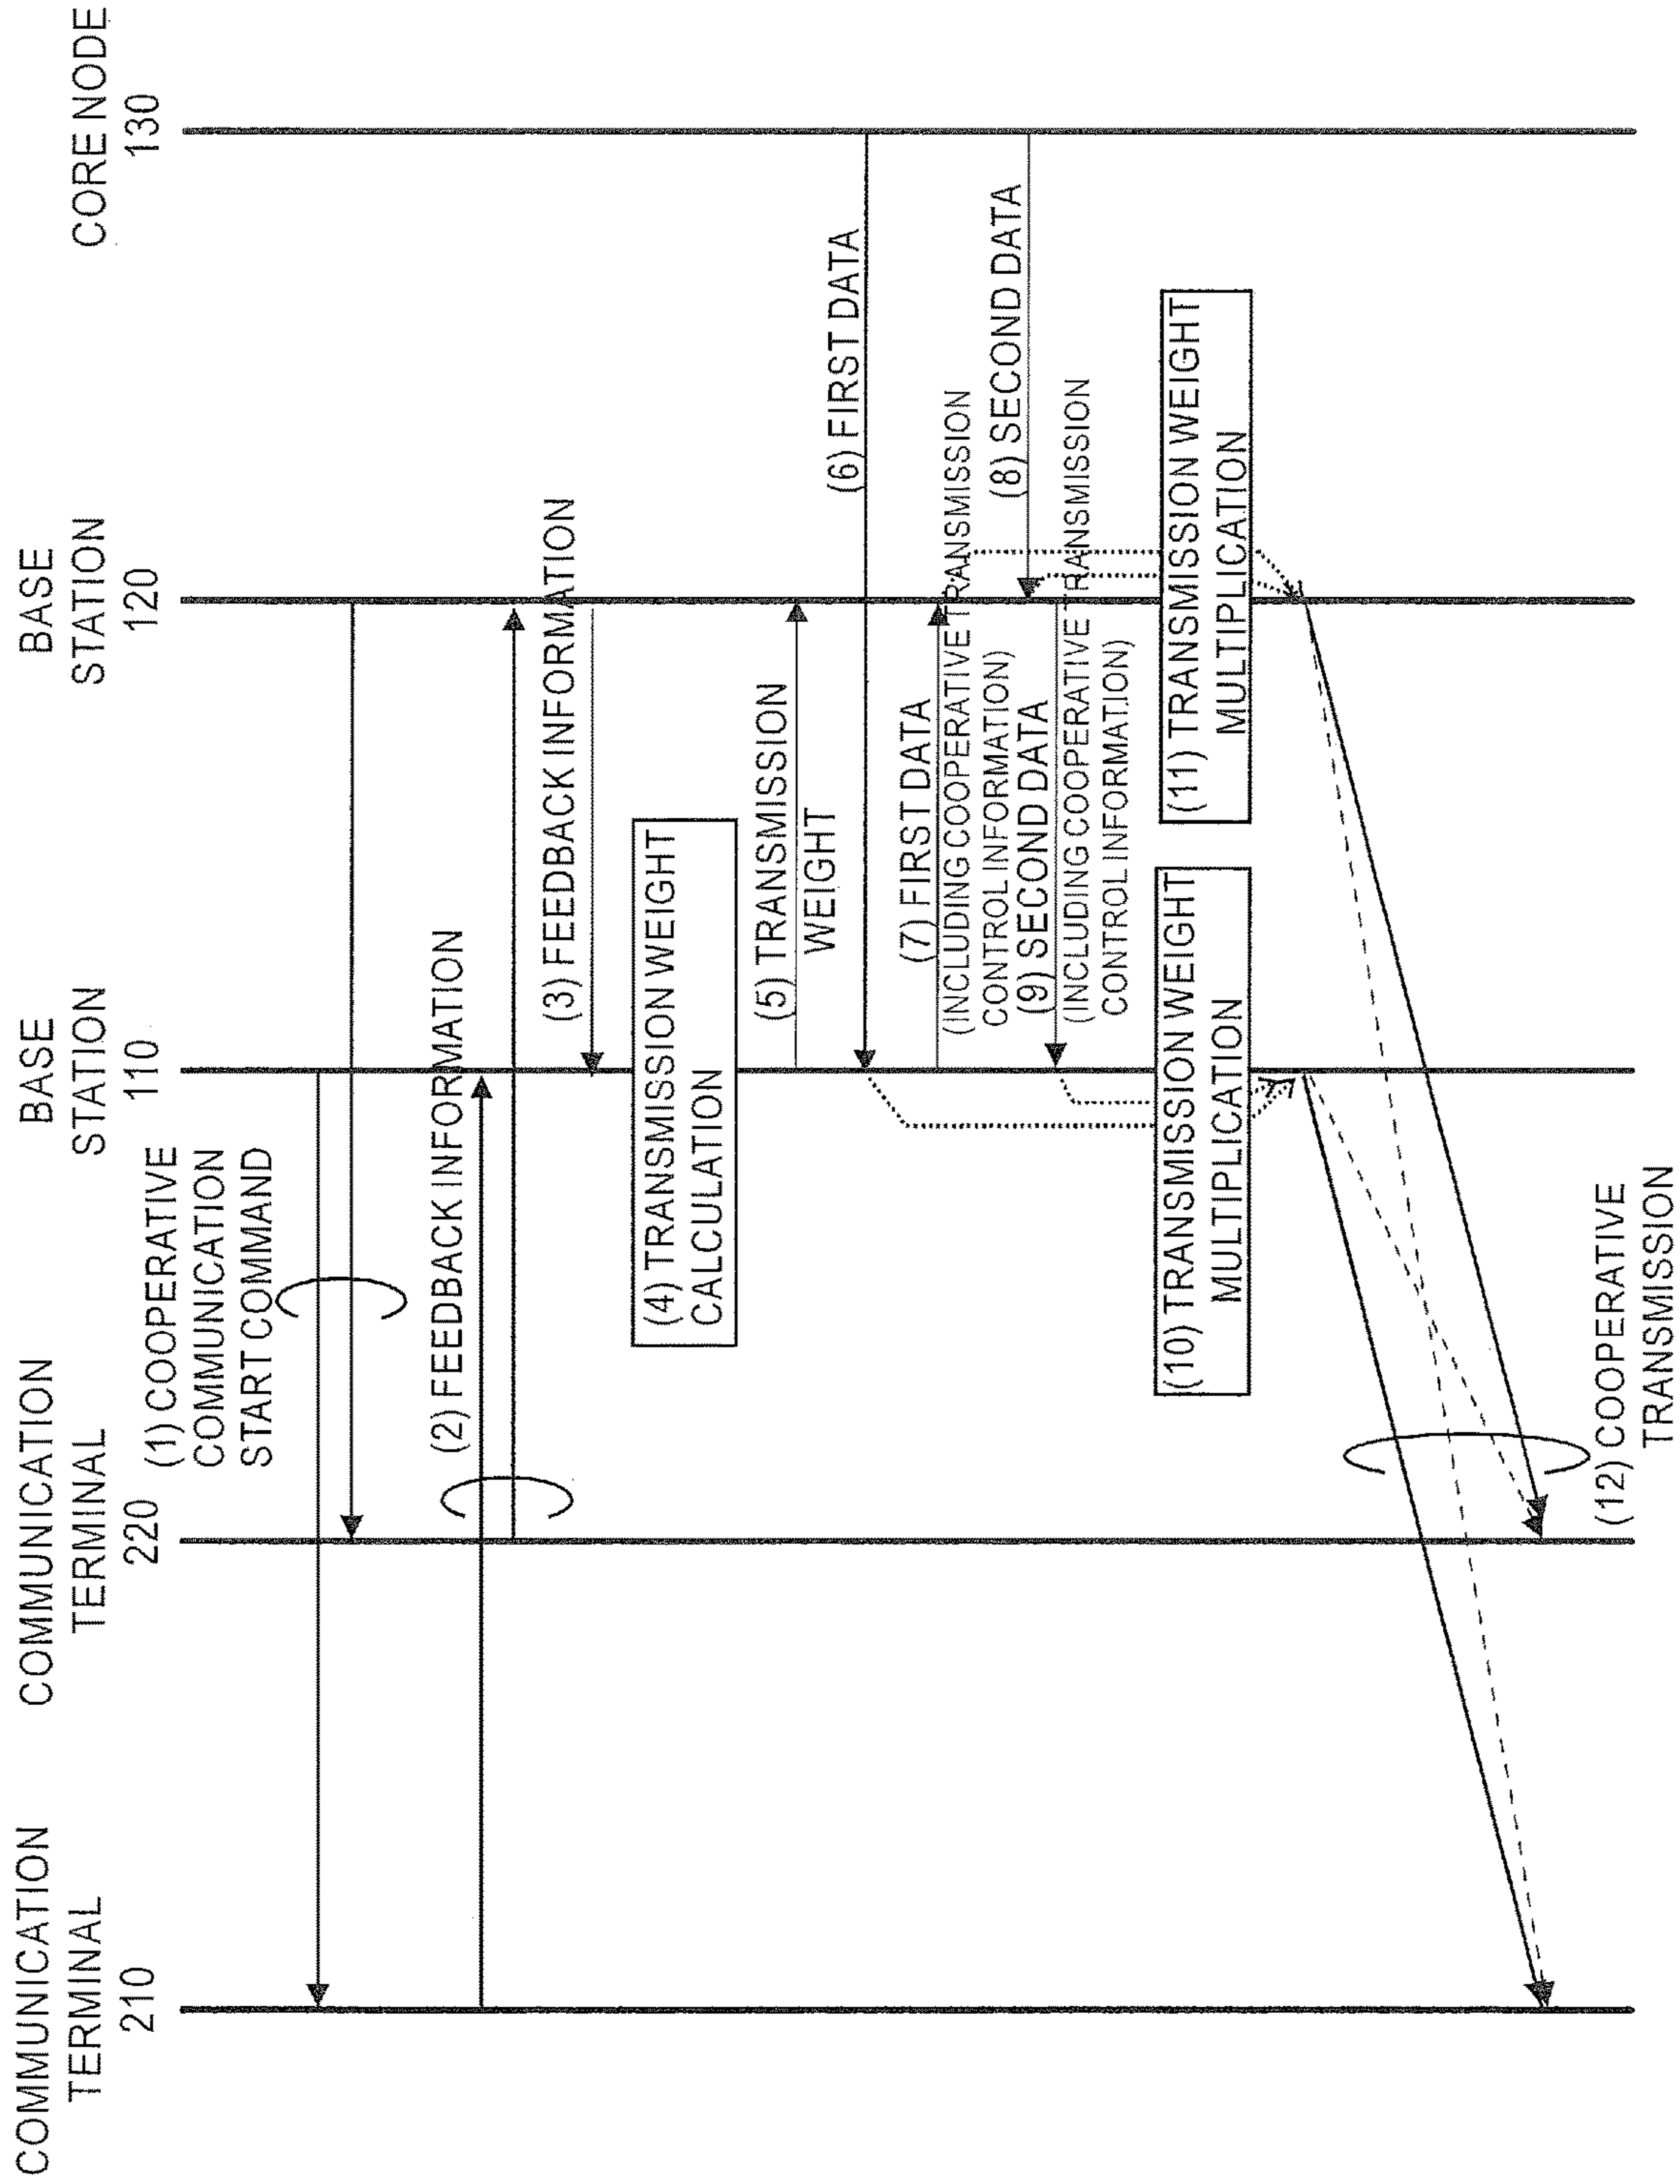 COMMUNICATION
TERMINAL
210
COMMUNICATION
TERMINAL
220
BASE
STATION
110
BASE
STATION
120
CORE NODE
130
(1) COOPERATIVE
COMMUNICATION
START COMMAND
(2) FEEDBACK INFORMATION
(3) FEEDBACK INFORMATION
(4) TRANSMISSION WEIGHT
CALCULATION
(5) TRANSMISSION
WEIGHT
(6) FIRST DATA
(7) FIRST DATA
(INCLUDING COOPERATIVE TRANSMISSION
CONTROL INFORMATION)
(8) SECOND DATA
(9) SECOND DATA
(INCLUDING COOPERATIVE TRANSMISSION
CONTROL INFORMATION)
(10) TRANSMISSION WEIGHT
MULTIPLICATION
(11) TRANSMISSION WEIGHT
MULTIPLICATION
(12) COOPERATIVE
TRANSMISSION